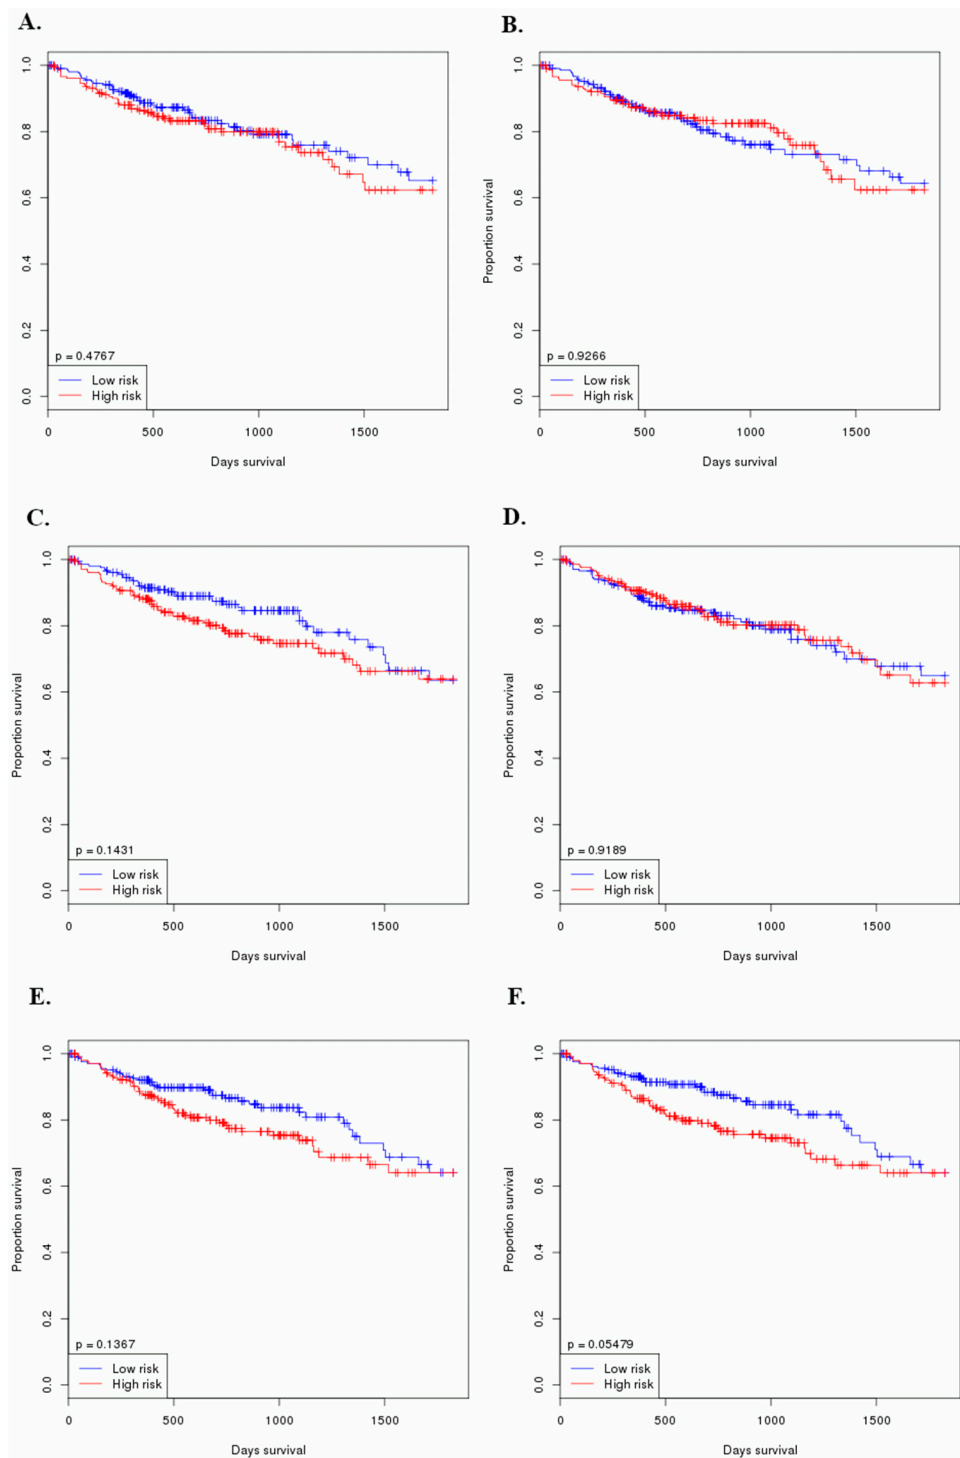 A.
1.0
0.8
0.6
0.4
0.2
0.0
p = 0.4767
Low risk
High risk
0 500 1000 1500
Days survival
B.
Proportion survival
1.0
0.8
0.6
0.4
0.2
0.0
p = 0.9266
Low risk
High risk
0 500 1000 1500
Days survival
C.
Proportion survival
1.0
0.8
0.6
0.4
0.2
0.0
p = 0.1431
Low risk
High risk
0 500 1000 1500
Days survival
D.
Proportion survival
1.0
0.8
0.6
0.4
0.2
0.0
p = 0.9189
Low risk
High risk
0 500 1000 1500
Days survival
E.
Proportion survival
1.0
0.8
0.6
0.4
0.2
0.0
p = 0.1367
Low risk
High risk
0 500 1000 1500
Days survival
F.
Proportion survival
1.0
0.8
0.6
0.4
0.2
0.0
p = 0.05479
Low risk
High risk
0 500 1000 1500
Days survival